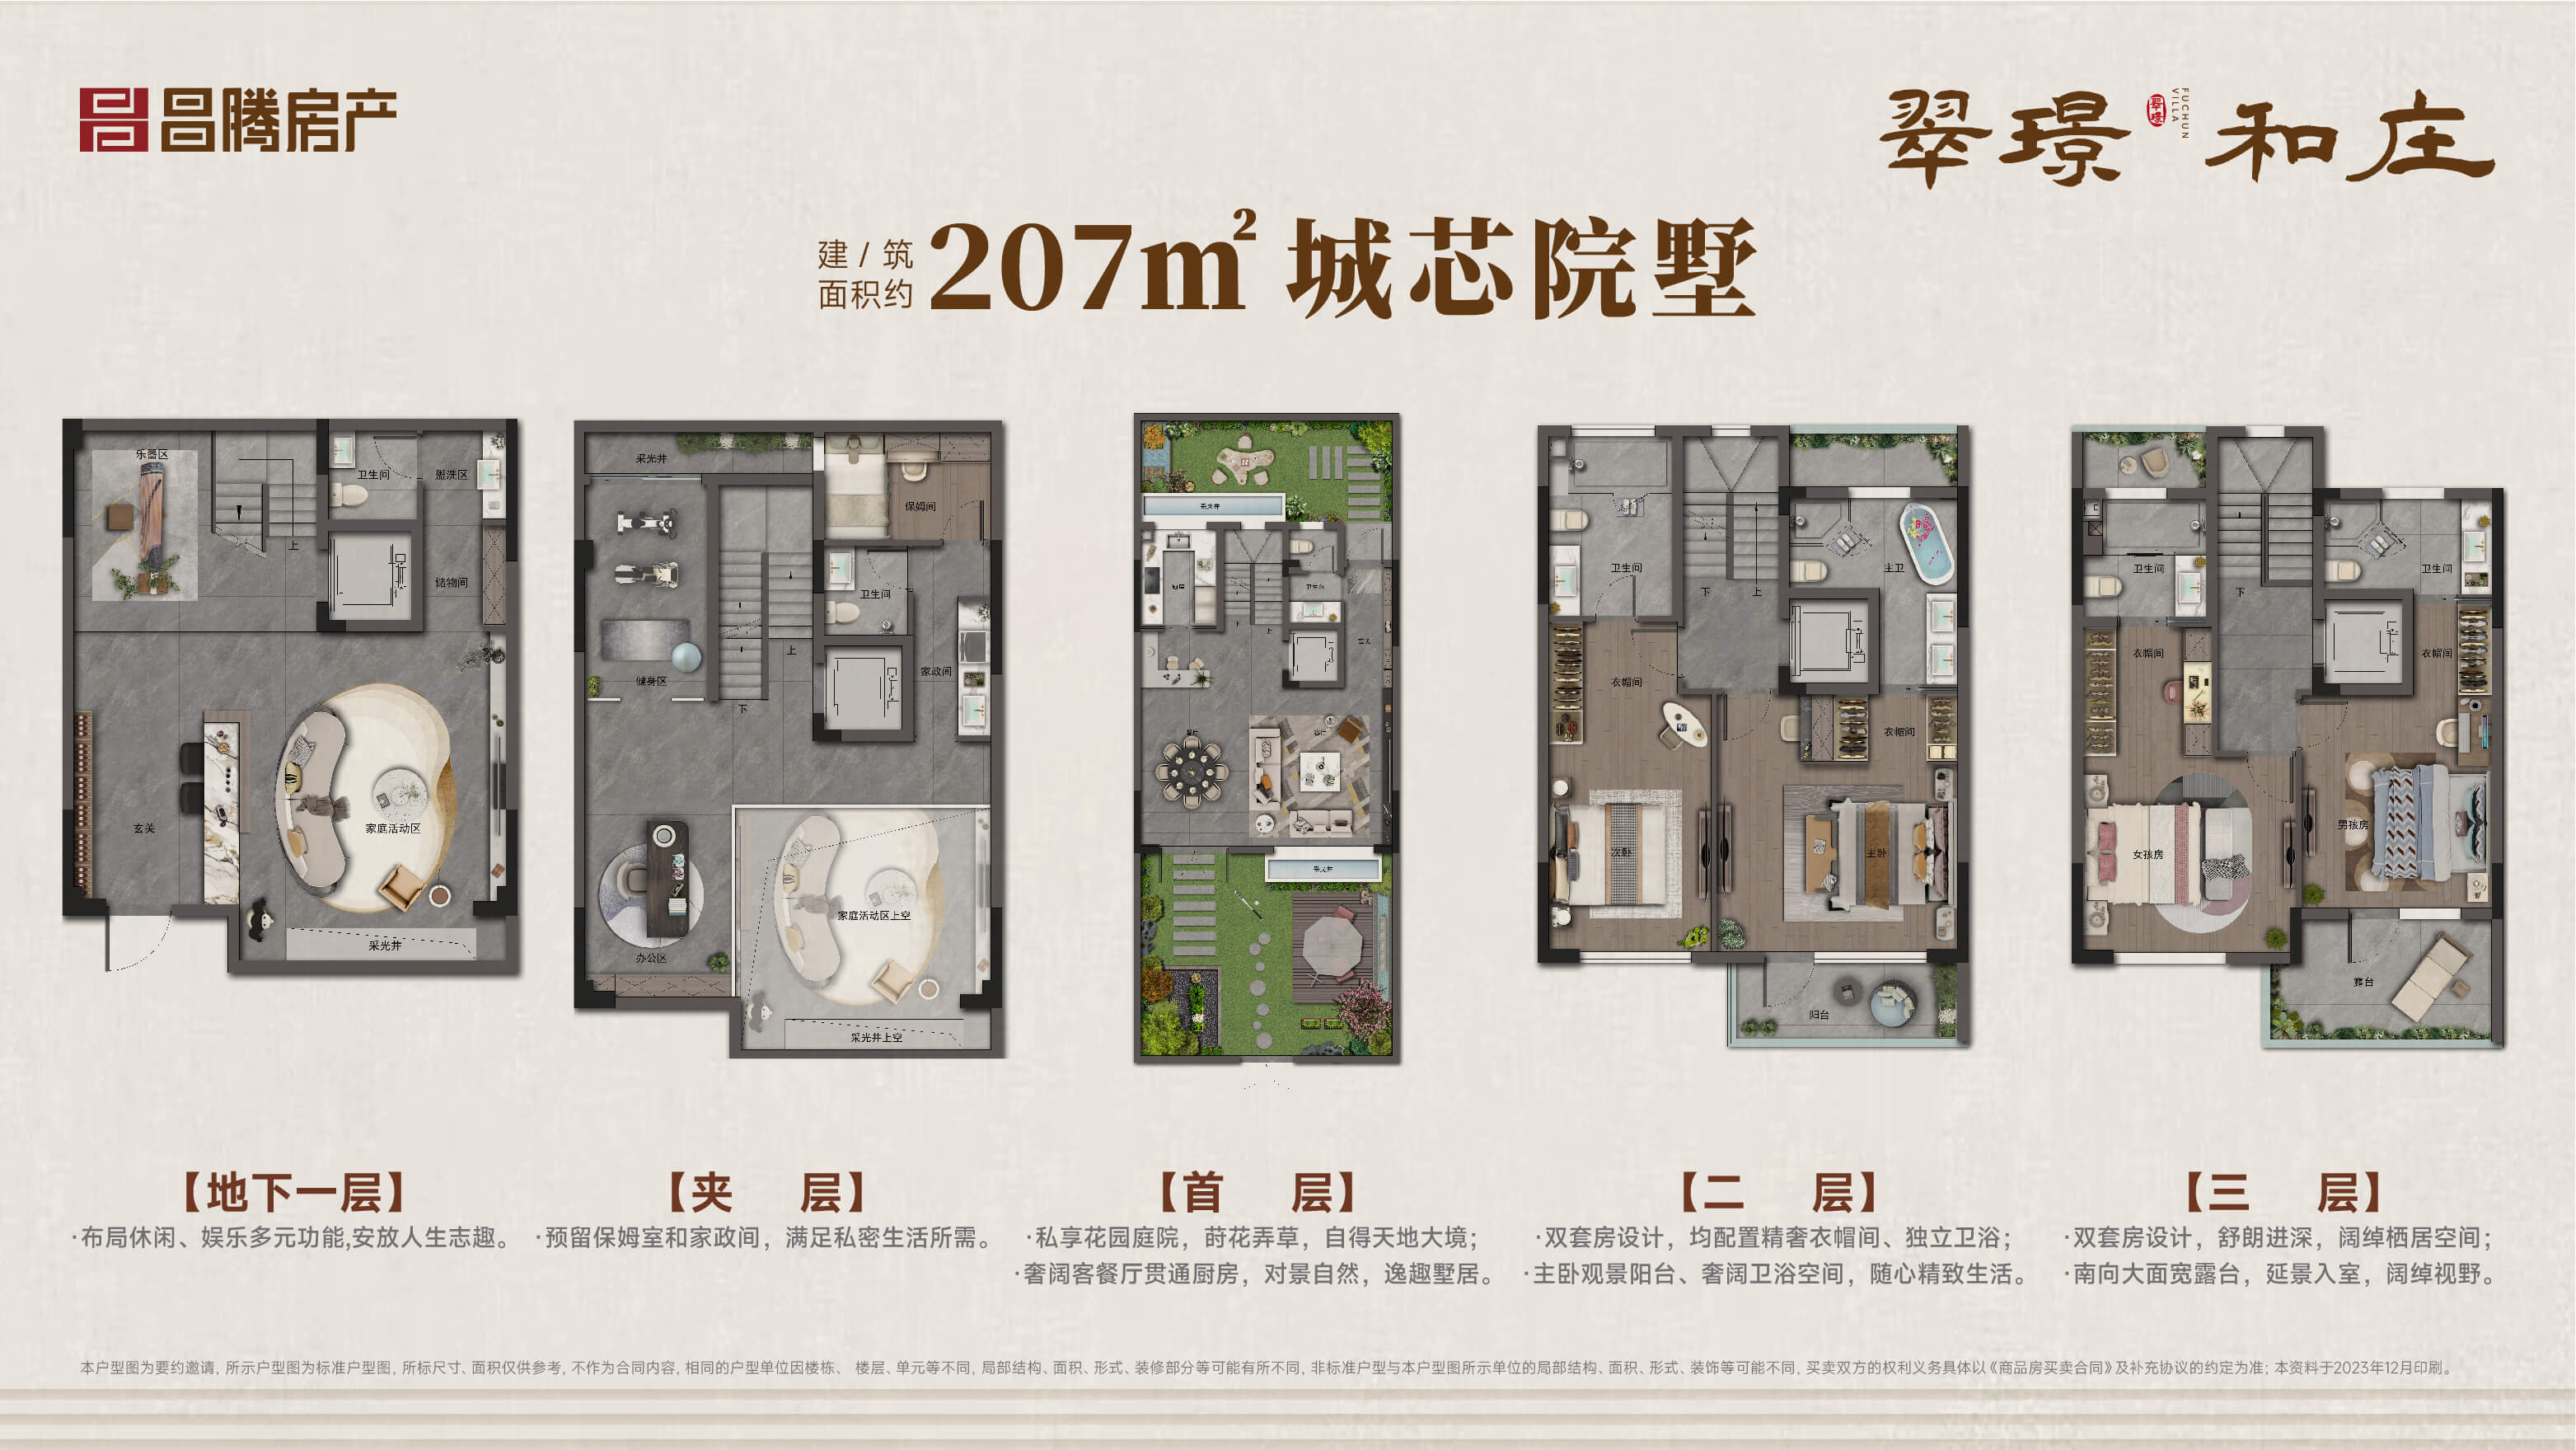 昌腾房产
翠璟
翠璟
FUCHUN
VILLA
和庄
建/筑
面积约
207m²城芯院墅
乐器区
卫生间
盥洗区
上
储物间
玄关
家庭活动区
采光井
采光井
保姆间
卫生间
健身区
上
下
家政间
家庭活动区上空
办公区
采光井上空
采光井
厨房
卫生间
下
上
玄关
餐厅
客厅
采光井
卫生间
下
上
主卫
衣帽间
衣帽间
次卧
主卧
阳台
卫生间
下
卫生间
衣帽间
衣帽间
女孩房
男孩房
露台
【地下一层】
·布局休闲、娱乐多元功能,安放人生志趣。
【夹 层】
·预留保姆室和家政间，满足私密生活所需。
【首 层】
·私享花园庭院，莳花弄草，自得天地大境；
·奢阔客餐厅贯通厨房，对景自然，逸趣墅居。
【二 层】
·双套房设计，均配置精奢衣帽间、独立卫浴；
·主卧观景阳台、奢阔卫浴空间，随心精致生活。
【三 层】
·双套房设计，舒朗进深，阔绰栖居空间；
·南向大面宽露台，延景入室，阔绰视野。
本户型图为要约邀请，所示户型图为标准户型图，所标尺寸、面积仅供参考，不作为合同内容，相同的户型单位因楼栋、 楼层、单元等不同，局部结构、面积、形式、装修部分等可能有所不同，非标准户型与本户型图所示单位的局部结构、面积、形式、装饰等可能不同，买卖双方的权利义务具体以《商品房买卖合同》及补充协议的约定为准；本资料于2023年12月印刷。